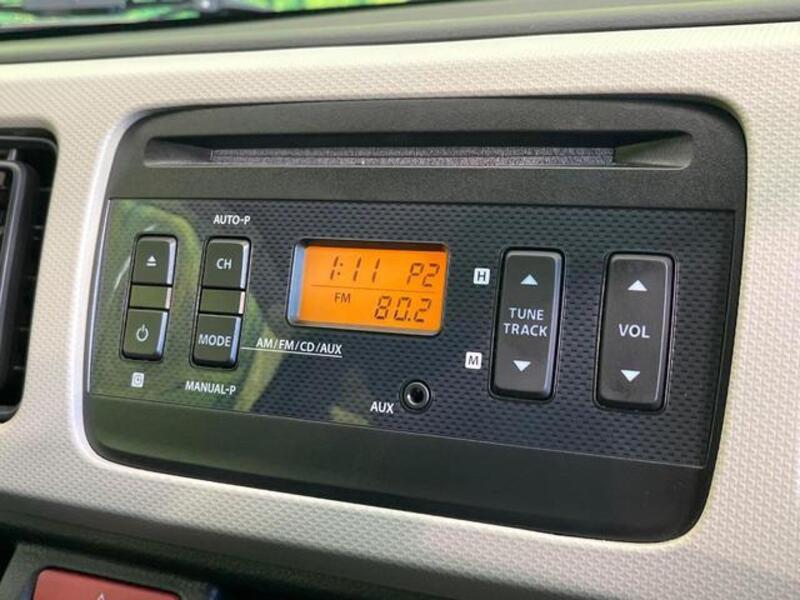 AUTO-P
CH
MODE
AM/FM/CD/AUX
MANUAL-P
1:11 P2
FM
80.2
AUX
H
TUNE
TRACK
M
VOL